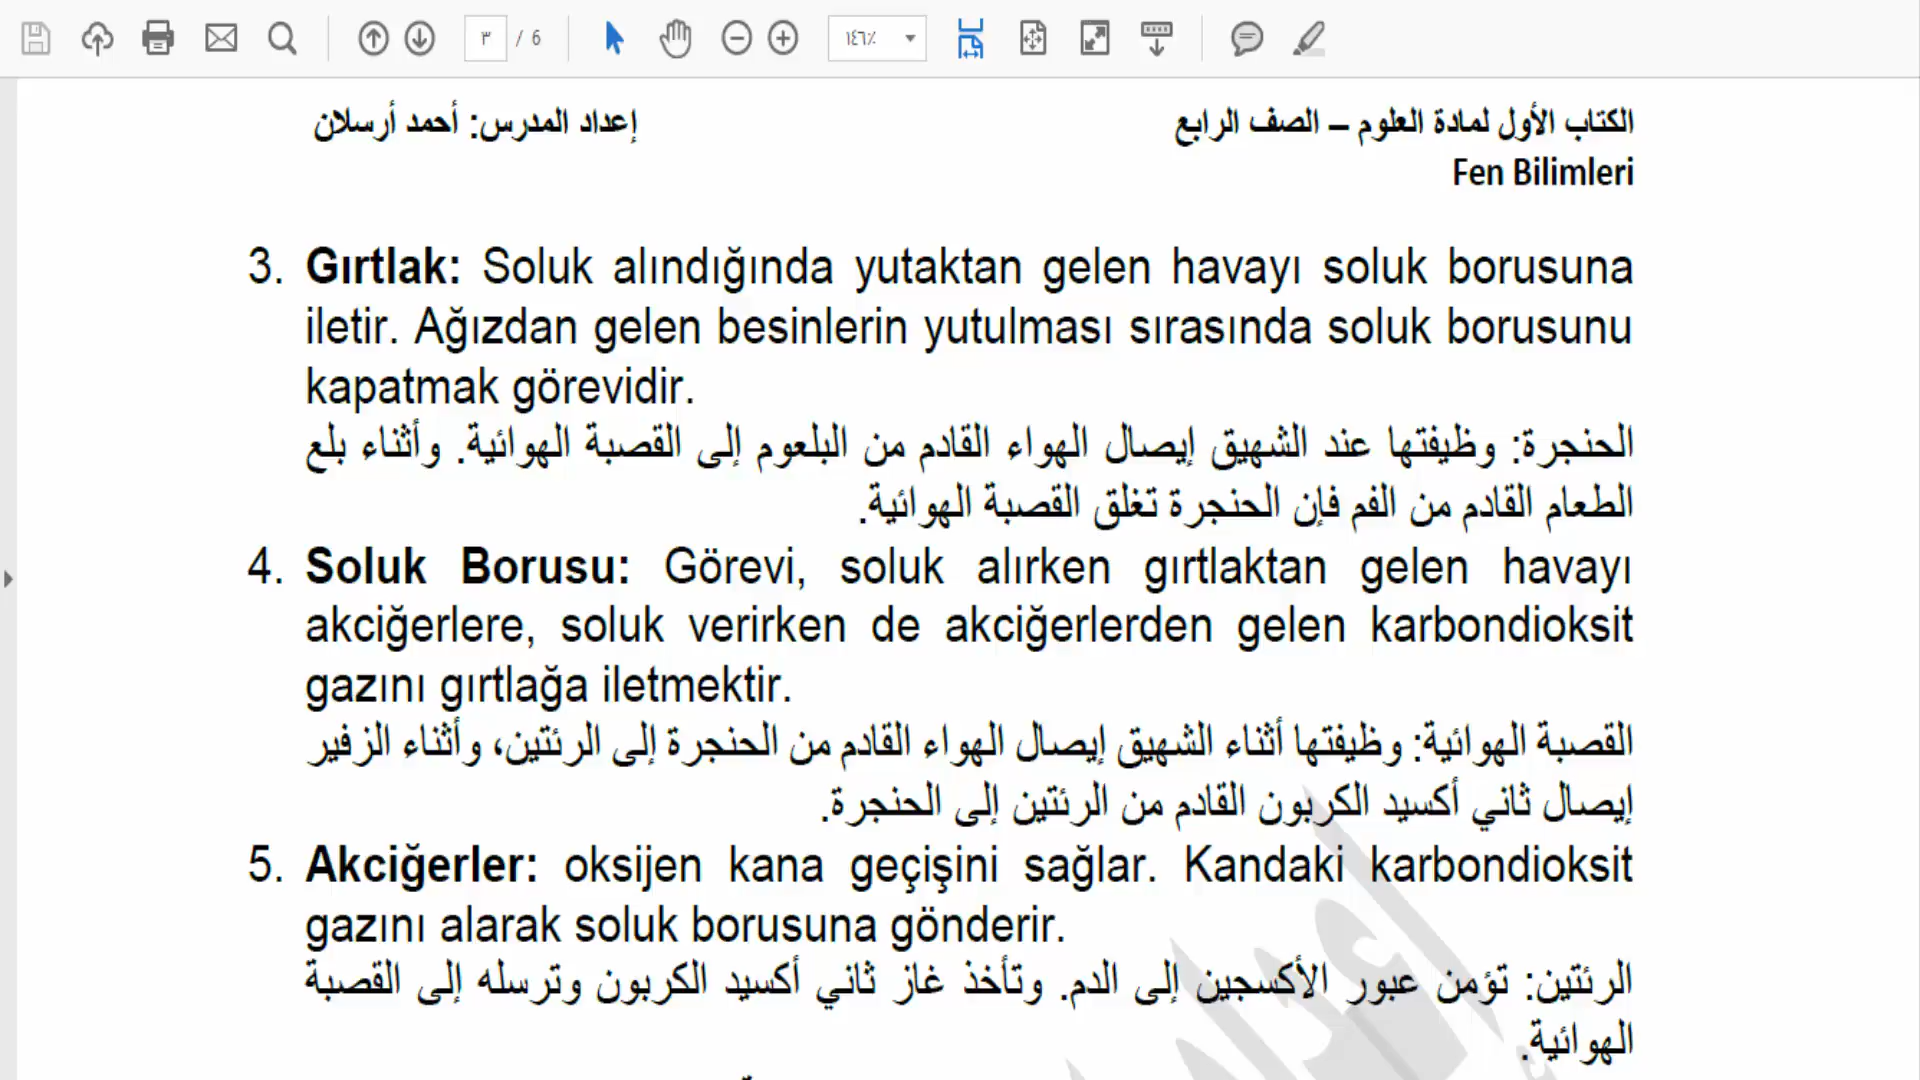 ٣ / 6
١٤٦٪
الكتاب الأول لمادة العلوم – الصف الرابع
إعداد المدرس: أحمد أرسلان
Fen Bilimleri
3. Gırtlak: Soluk alındığında yutaktan gelen havayı soluk borusuna
iletir. Ağızdan gelen besinlerin yutulması sırasında soluk borusunu
kapatmak görevidir.
الحنجرة: وظيفتها عند الشهيق إيصال الهواء القادم من البلعوم إلى القصبة الهوائية. وأثناء بلع
الطعام القادم من الفم فإن الحنجرة تغلق القصبة الهوائية.
4. Soluk Borusu: Görevi, soluk alırken gırtlaktan gelen havayı
akciğerlere, soluk verirken de akciğerlerden gelen karbondioksit
gazını gırtlağa iletmektir.
القصبة الهوائية: وظيفتها أثناء الشهيق إيصال الهواء القادم من الحنجرة إلى الرئتين، وأثناء الزفير
إيصال ثاني أكسيد الكربون القادم من الرئتين إلى الحنجرة.
5. Akciğerler: oksijen kana geçişini sağlar. Kandaki karbondioksit
gazını alarak soluk borusuna gönderir.
الرئتين: تؤمن عبور الأكسجين إلى الدم. وتأخذ غاز ثاني أكسيد الكربون وترسله إلى القصبة
الهوائية.